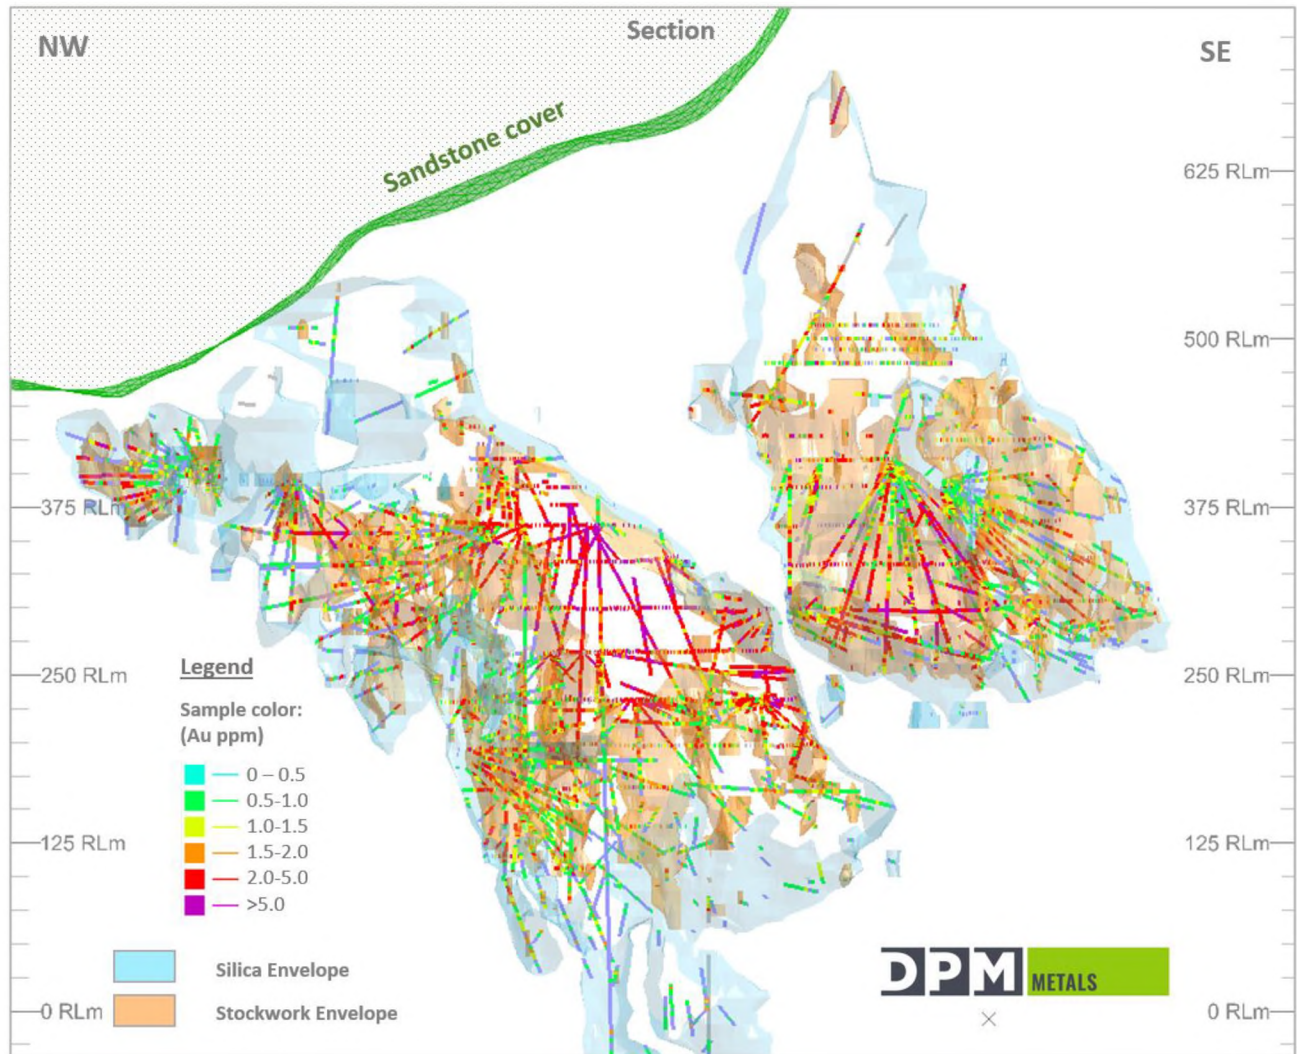 NW
Section
SE
Sandstone cover
625 RLm
500 RLm
375 RLm
375 RLm
250 RLm
250 RLm
125 RLm
125 RLm
0 RLm
0 RLm
Legend
Sample color:
(Au ppm)
0 – 0.5
0.5-1.0
1.0-1.5
1.5-2.0
2.0-5.0
>5.0
Silica Envelope
Stockwork Envelope
DPM METALS